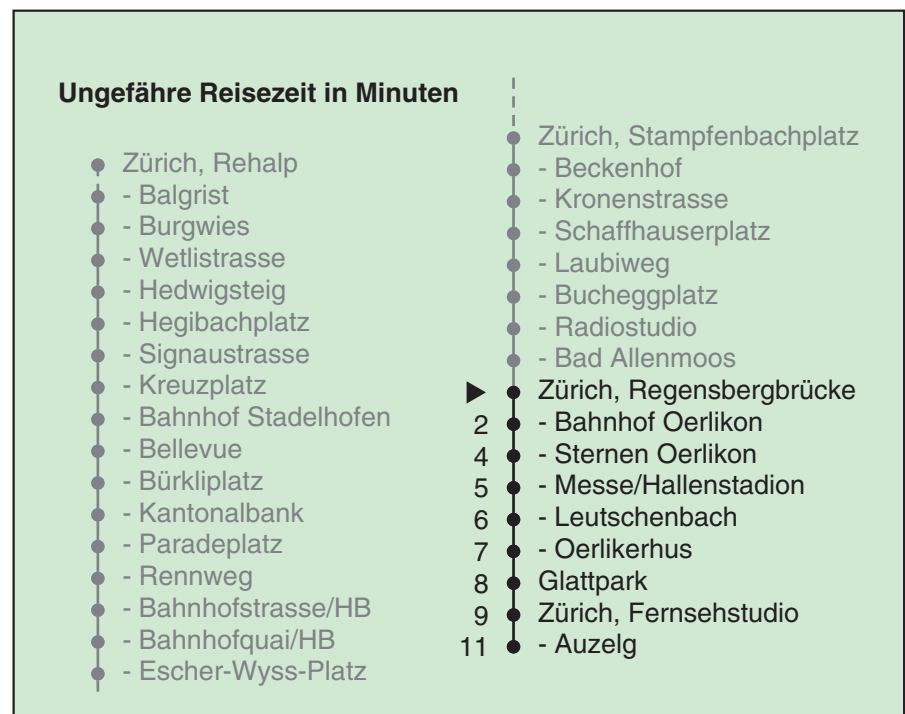 Ungefähre Reisezeit in Minuten
Zürich, Rehalp
- Balgrist
- Burgwies
- Wetlistrasse
- Hedwigsteig
- Hegibachplatz
- Signaustrasse
- Kreuzplatz
- Bahnhof Stadelhofen
- Bellevue
- Bürkliplatz
- Kantonalbank
- Paradeplatz
- Rennweg
- Bahnhofstrasse/HB
- Bahnhofquai/HB
- Escher-Wyss-Platz
Zürich, Stampfenbachplatz
- Beckenhof
- Kronenstrasse
- Schaffhauserplatz
- Laubiweg
- Bucheggplatz
- Radiostudio
- Bad Allenmoos
Zürich, Regensbergbrücke
2 - Bahnhof Oerlikon
4 - Sternen Oerlikon
5 - Messe/Hallenstadion
6 - Leutschenbach
7 - Oerlikerhus
8 Glattpark
9 Zürich, Fernsehstudio
11 - Auzelg